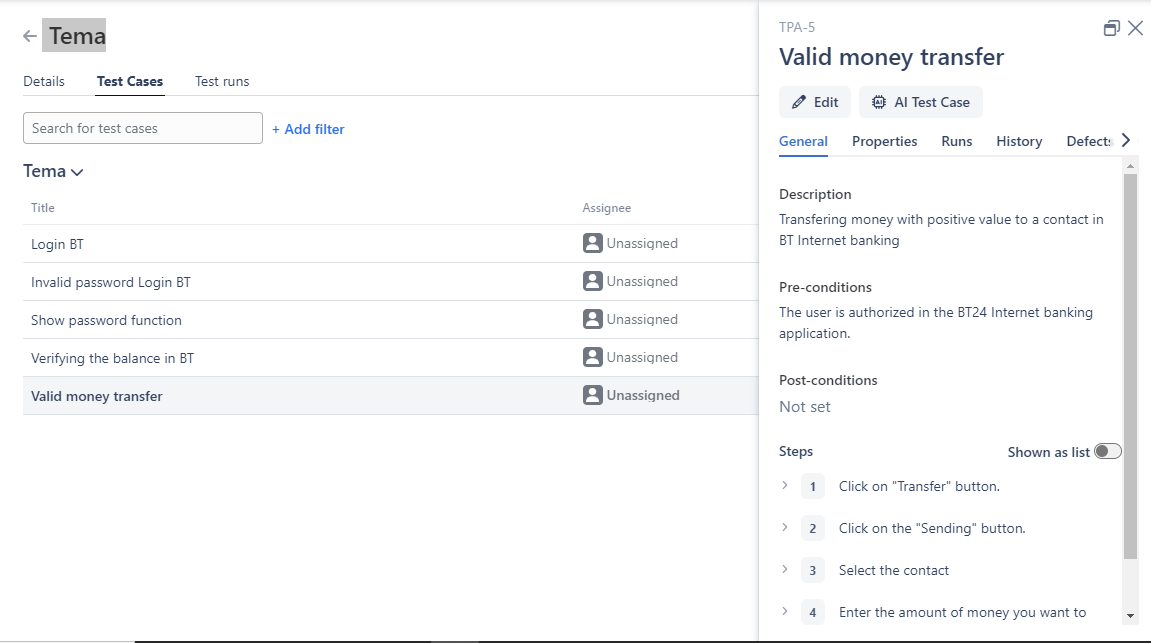 Tema
Details
Test Cases
Test runs
Search for test cases
+ Add filter
Tema
Title
Assignee
Login BT
Unassigned
Invalid password Login BT
Unassigned
Show password function
Unassigned
Verifying the balance in BT
Unassigned
Valid money transfer
Unassigned
TPA-5
Valid money transfer
Edit
AI Test Case
General
Properties
Runs
History
Defects
Description
Transfering money with positive value to a contact in
BT Internet banking
Pre-conditions
The user is authorized in the BT24 Internet banking
application.
Post-conditions
Not set
Steps
Shown as list
1 Click on "Transfer" button.
2 Click on the "Sending" button.
3 Select the contact
4 Enter the amount of money you want to